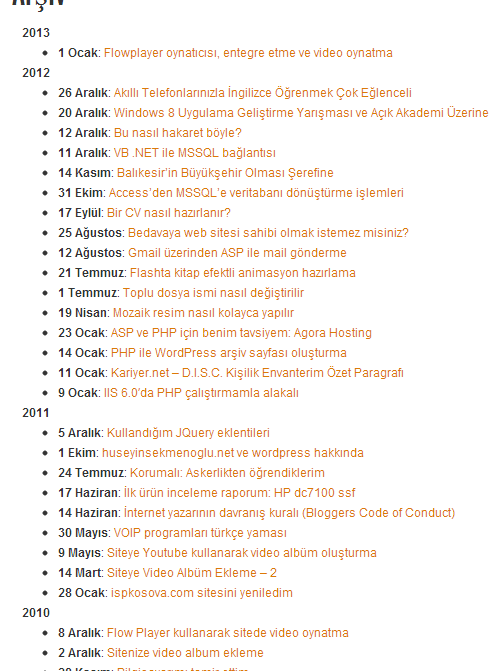 2013
1 Ocak: Flowplayer oynatıcısı, entegre etme ve video oynatma
2012
26 Aralık: Akıllı Telefonlarınızla İngilizce Öğrenmek Çok Eğlenceli
20 Aralık: Windows 8 Uygulama Geliştirme Yarışması ve Açık Akademi Üzerine
12 Aralık: Bu nasıl hakaret böyle?
11 Aralık: VB .NET ile MSSQL bağlantısı
14 Kasım: Balıkesir'in Büyükşehir Olması Şerefine
31 Ekim: Access'den MSSQL'e veritabanı dönüştürme işlemleri
17 Eylül: Bir CV nasıl hazırlanır?
25 Ağustos: Bedavaya web sitesi sahibi olmak istemez misiniz?
12 Ağustos: Gmail üzerinden ASP ile mail gönderme
21 Temmuz: Flashta kitap efektli animasyon hazırlama
1 Temmuz: Toplu dosya ismi nasıl değiştirilir
19 Nisan: Mozaik resim nasıl kolayca yapılır
23 Ocak: ASP ve PHP için benim tavsiyem: Agora Hosting
14 Ocak: PHP ile WordPress arşiv sayfası oluşturma
11 Ocak: Kariyer.net – D.I.S.C. Kişilik Envanterim Özet Paragrafı
9 Ocak: IIS 6.0'da PHP çalıştırmamla alakalı
2011
5 Aralık: Kullandığım JQuery eklentileri
1 Ekim: huseyinsekmenoglu.net ve wordpress hakkında
24 Temmuz: Korumalı: Askerlikten öğrendiklerim
17 Haziran: İlk ürün inceleme raporum: HP dc7100 ssf
14 Haziran: İnternet yazarının davranış kuralı (Bloggers Code of Conduct)
30 Mayıs: VOIP programları türkçe yaması
9 Mayıs: Siteye Youtube kullanarak video albüm oluşturma
14 Mart: Siteye Video Albüm Ekleme – 2
28 Ocak: ispkosova.com sitesini yeniledim
2010
8 Aralık: Flow Player kullanarak sitede video oynatma
2 Aralık: Sitenize video album ekleme